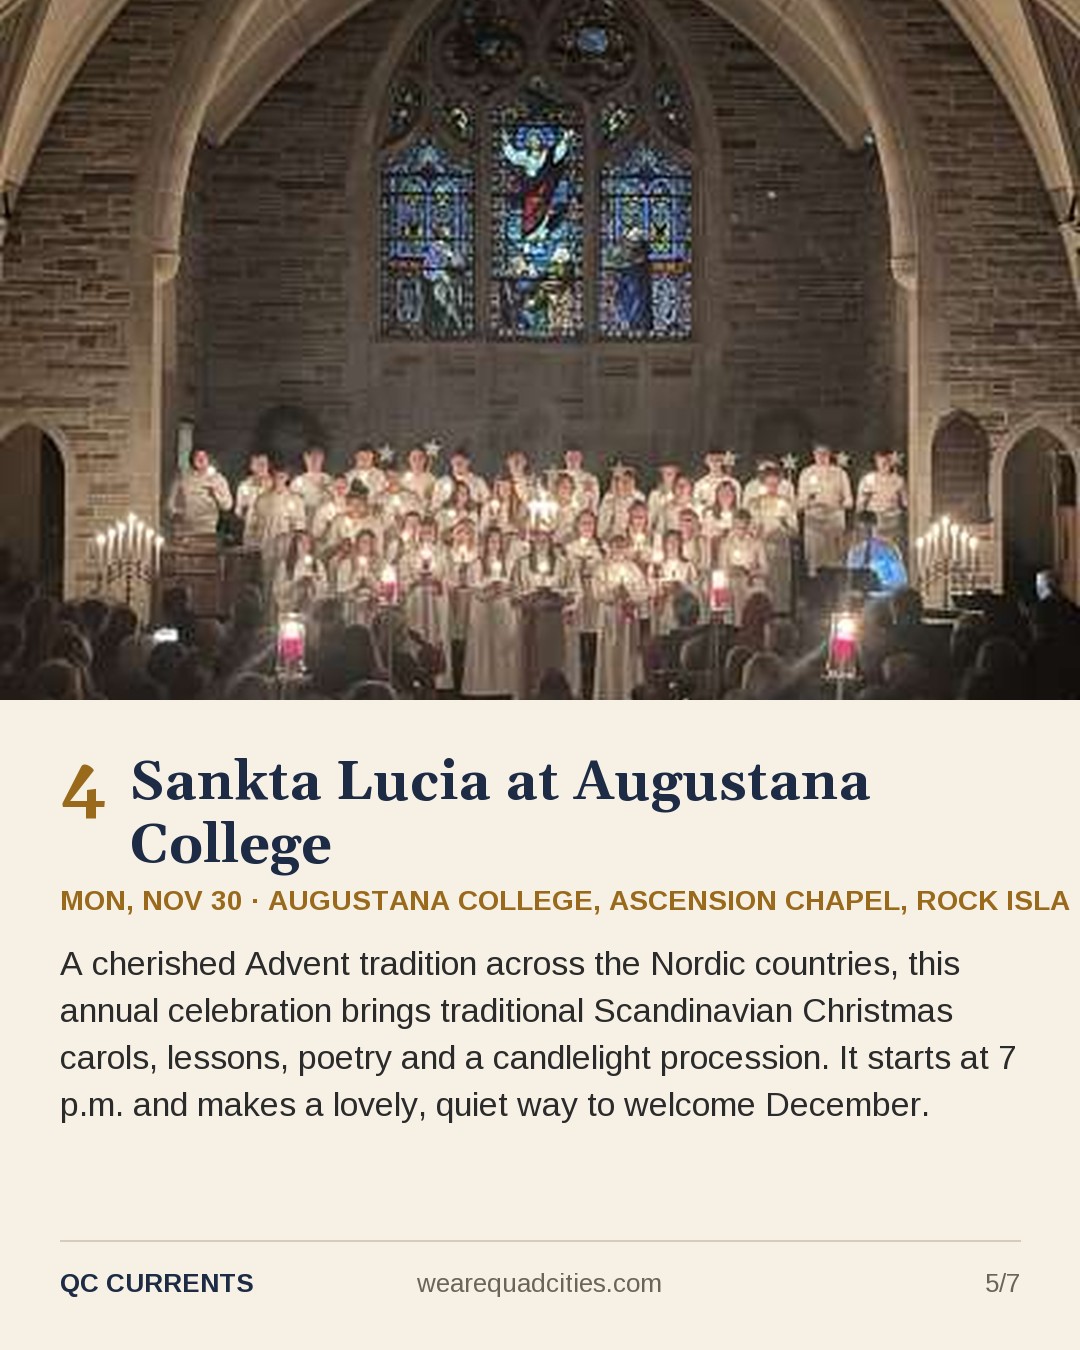 4 Sankta Lucia at Augustana
College
MON, NOV 30 · AUGUSTANA COLLEGE, ASCENSION CHAPEL, ROCK ISLA
A cherished Advent tradition across the Nordic countries, this
annual celebration brings traditional Scandinavian Christmas
carols, lessons, poetry and a candlelight procession. It starts at 7
p.m. and makes a lovely, quiet way to welcome December.
QC CURRENTS wearequadcities.com 5/7